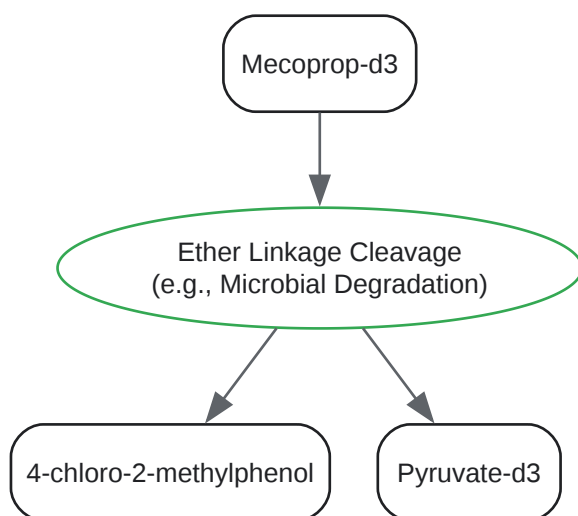 Mecoprop-d3
Ether Linkage Cleavage
(e.g., Microbial Degradation)
4-chloro-2-methylphenol
Pyruvate-d3